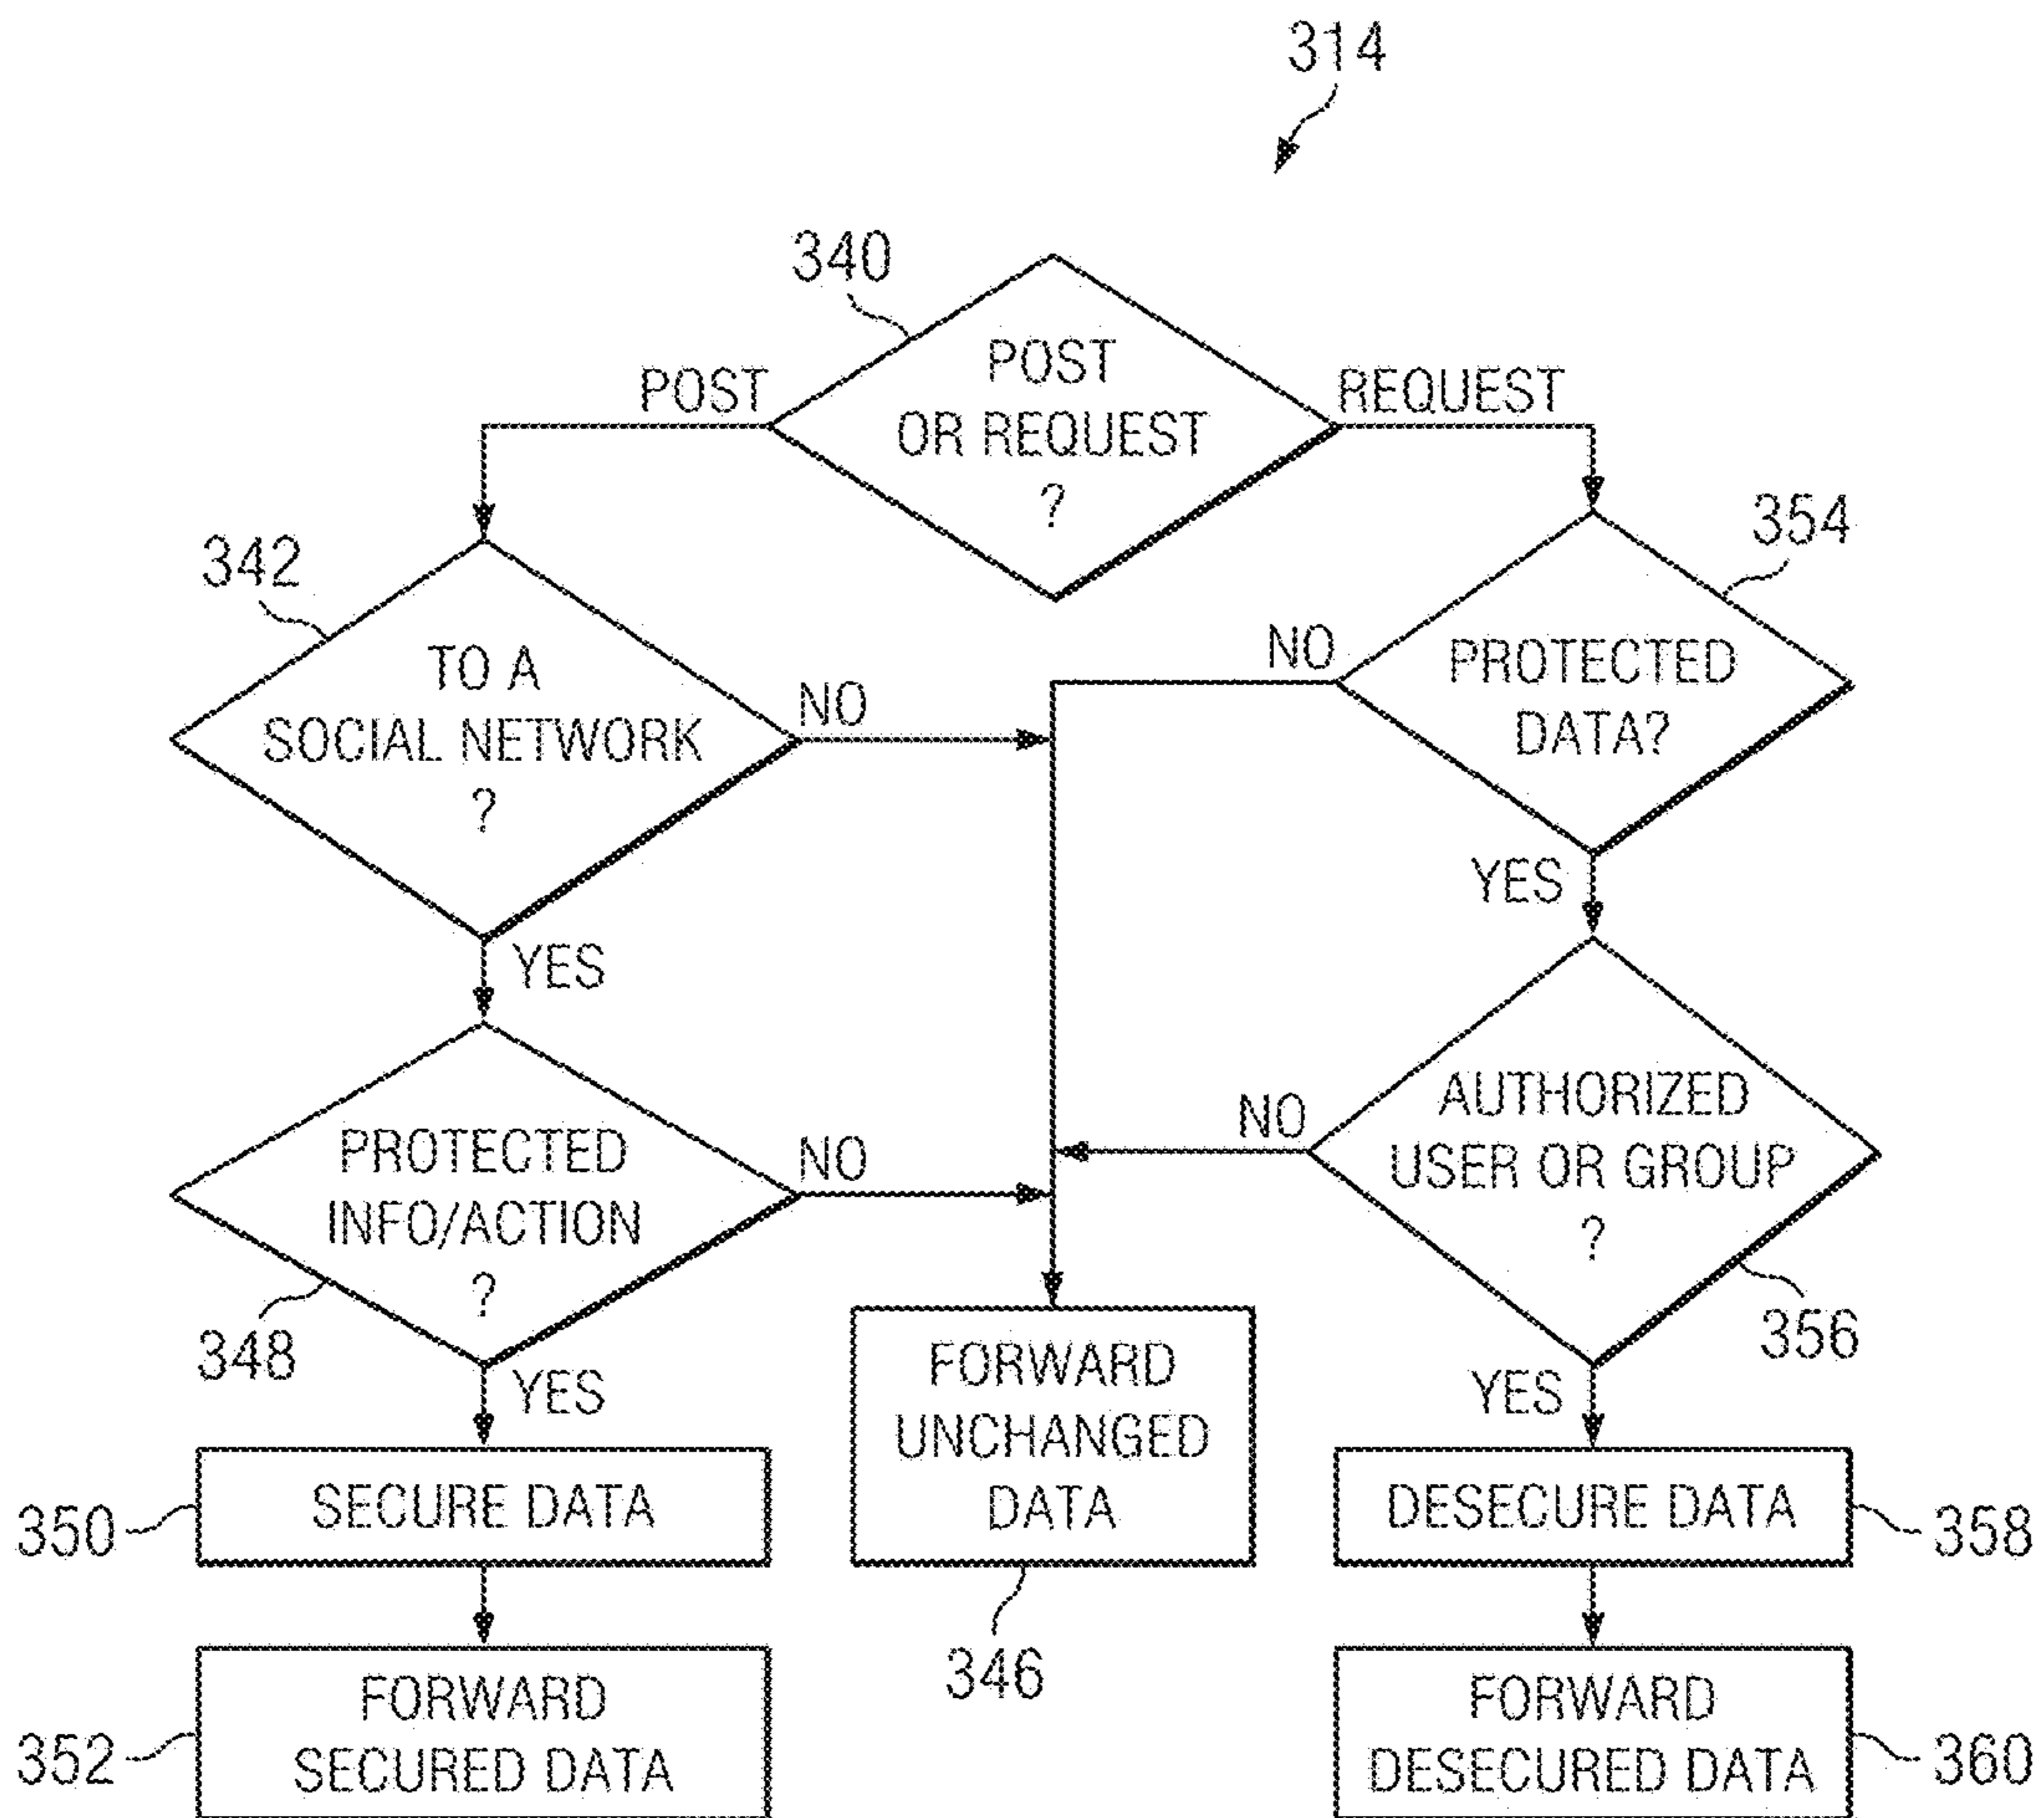 314
340
POST
OR REQUEST
?
POST
REQUEST
342
TO A
SOCIAL NETWORK
?
NO
YES
354
PROTECTED
DATA?
NO
YES
348
PROTECTED
INFO/ACTION
?
NO
YES
AUTHORIZED
USER OR GROUP
?
NO
356
YES
FORWARD
UNCHANGED
DATA
346
350
SECURE DATA
DESECURE DATA
358
352
FORWARD
SECURED DATA
FORWARD
DESECURED DATA
360